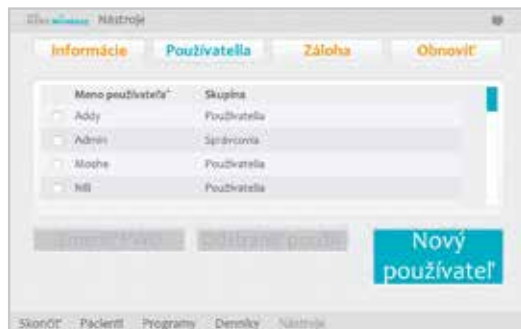 Nástroje
Informácie Používatelia Záloha Obnoviť
Meno používateľa Skupina
Addy Používatelia
Admin Správcovia
Moshe Používatelia
Používatelia
Nový
používateľ
Skončiť Pacienti Programy Denníky Nástroje